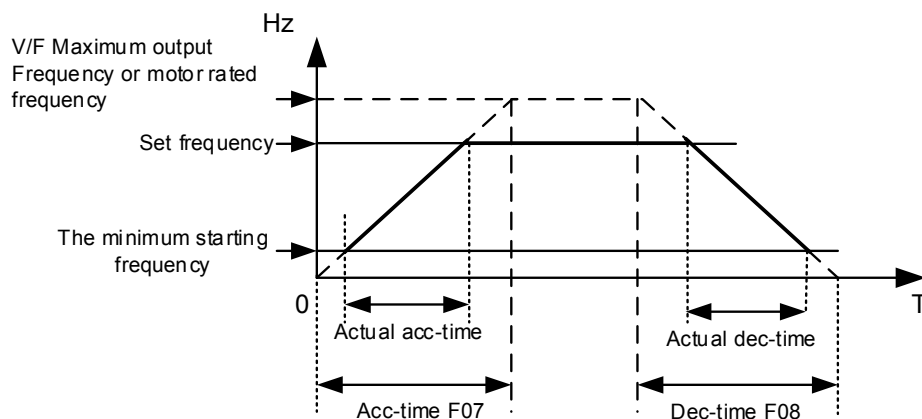 Hz
V/F Maximum output
Frequency or motor rated
frequency
Set frequency
The minimum starting
frequency
0
T
Actual acc-time
Actual dec-time
Acc-time F07
Dec-time F08